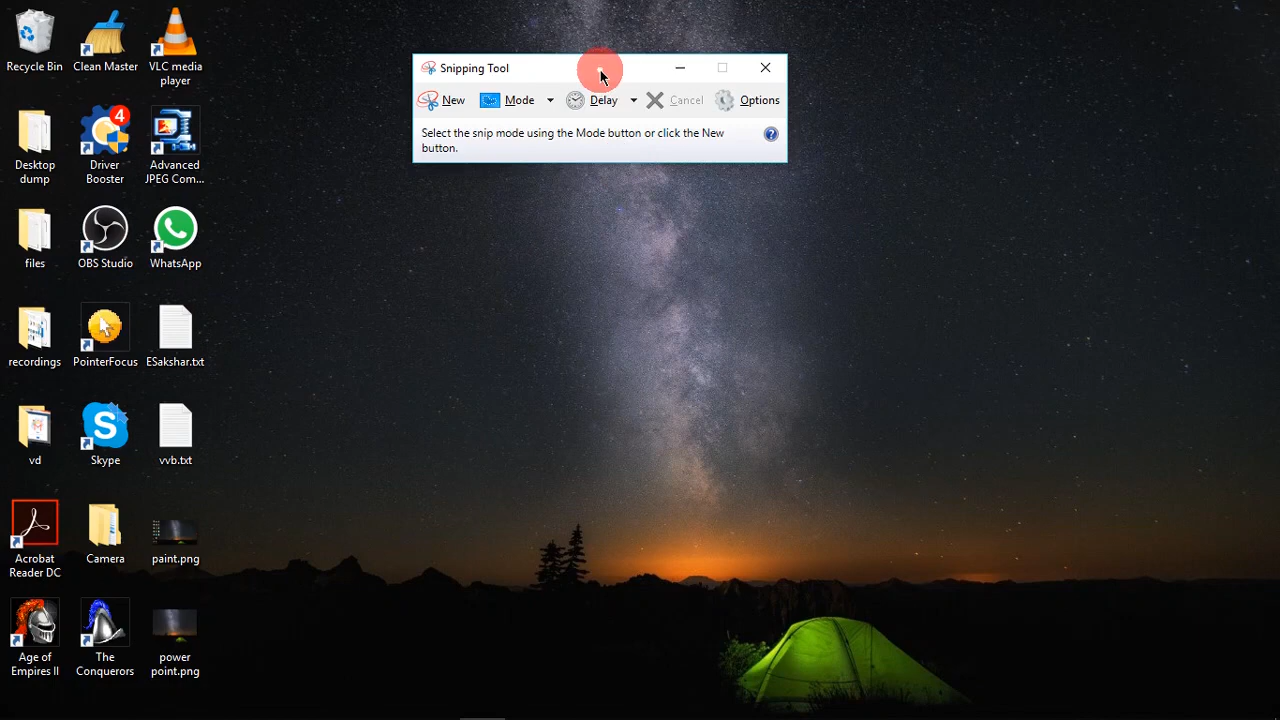 Recycle Bin
Clean Master
VLC media
player
Snipping Tool
New
Mode
Delay
Cancel
Options
Select the snip mode using the Mode button or click the New
button.
?
Desktop
dump
4
Driver
Booster
Advanced
JPEG Com...
files
OBS Studio
WhatsApp
recordings
PointerFocus
ESakshar.txt
vd
S
Skype
vvb.txt
Acrobat
Reader DC
Camera
paint.png
Age of
Empires II
The
Conquerors
power
point.png